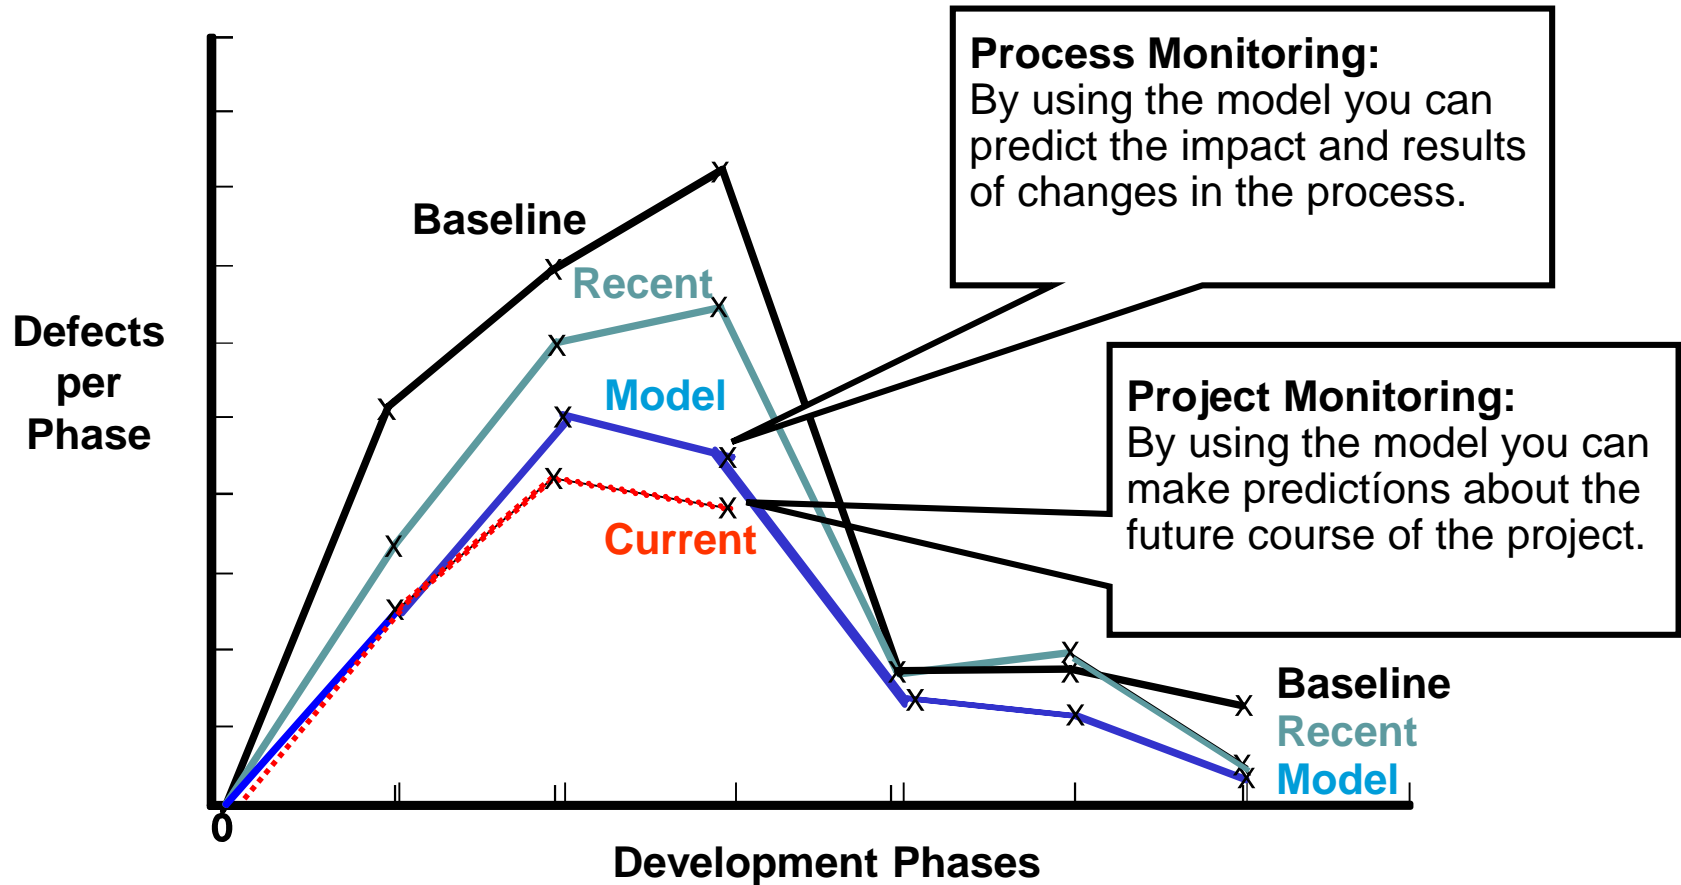 Process Monitoring:
By using the model you can
predict the impact and results
of changes in the process.
Baseline
Recent
Defects
per
Phase
Model
Project Monitoring:
By using the model you can
make predictíons about the
future course of the project.
Current
Baseline
Recent
Model
0
Development Phases